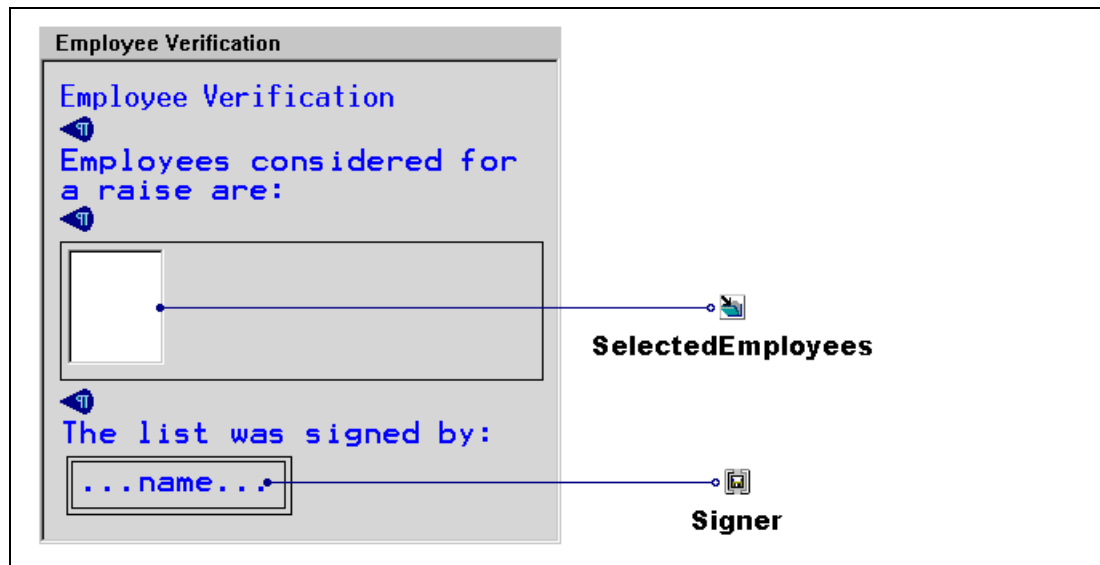 Employee Verification
Employee Verification
¶
Employees considered for
a raise are:
¶
SelectedEmployees
¶
The list was signed by:
...name...
Signer